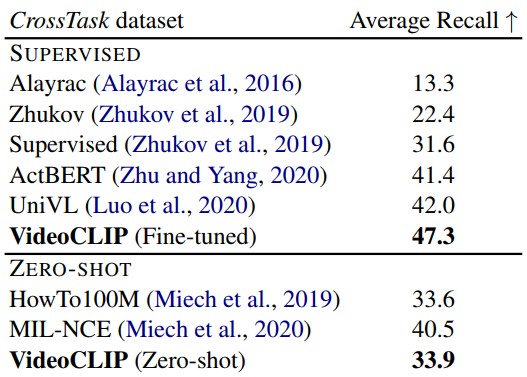 CrossTask dataset Average Recall ↑
SUPERVISED
Alayrac (Alayrac et al., 2016) 13.3
Zhukov (Zhukov et al., 2019) 22.4
Supervised (Zhukov et al., 2019) 31.6
ActBERT (Zhu and Yang, 2020) 41.4
UniVL (Luo et al., 2020) 42.0
VideoCLIP (Fine-tuned) 47.3
ZERO-SHOT
HowTo100M (Miech et al., 2019) 33.6
MIL-NCE (Miech et al., 2020) 40.5
VideoCLIP (Zero-shot) 33.9